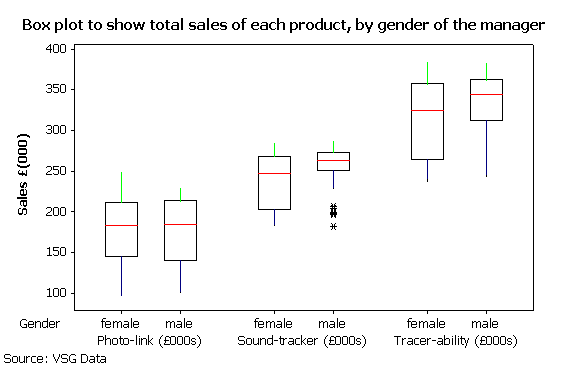 Box plot to show total sales of each product, by gender of the manager
400
350
300
250
200
150
100
Sales £(000)
Gender female male female male female male
Photo-link (£000s) Sound-tracker (£000s) Tracer-ability (£000s)
Source: VSG Data